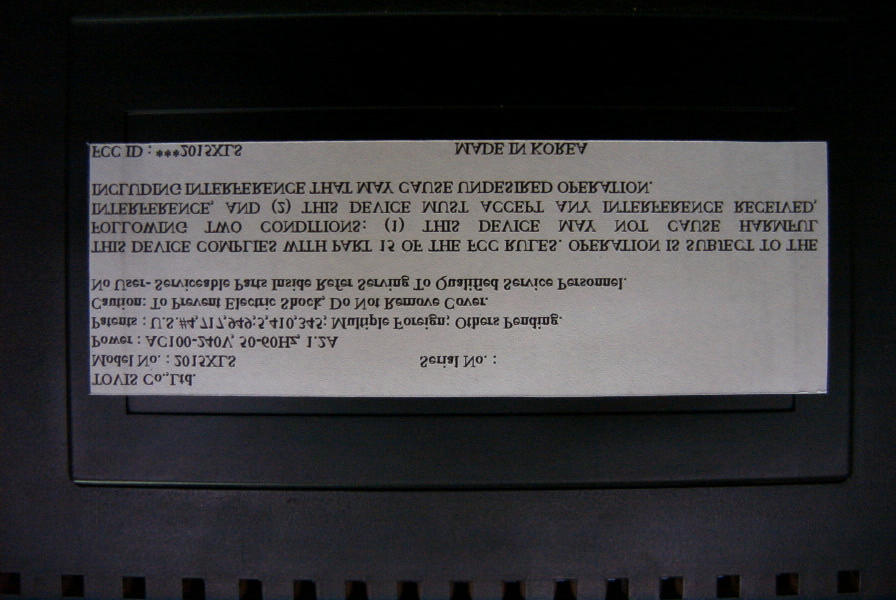 TOVIS Co.,Ltd.
Model No. : 2015XLS Serial No. :
Power : AC100-240V, 50-60Hz, 1.2A
Patents : U.S.#4,717,949;5,410,345; Multiple Foreign; Others Pending.
Caution: To Prevent Electric Shock, Do Not Remove Cover.
No User- Serviceable Parts Inside Refer Serving To Qualified Service Personnel.
THIS DEVICE COMPLIES WITH PART 15 OF THE FCC RULES. OPERATION IS SUBJECT TO THE
FOLLOWING TWO CONDITIONS: (1) THIS DEVICE MAY NOT CAUSE HARMFUL
INTERFERENCE, AND (2) THIS DEVICE MUST ACCEPT ANY INTERFERENCE RECEIVED,
INCLUDING INTERFERENCE THAT MAY CAUSE UNDESIRED OPERATION.
FCC ID : ***2015XLS MADE IN KOREA